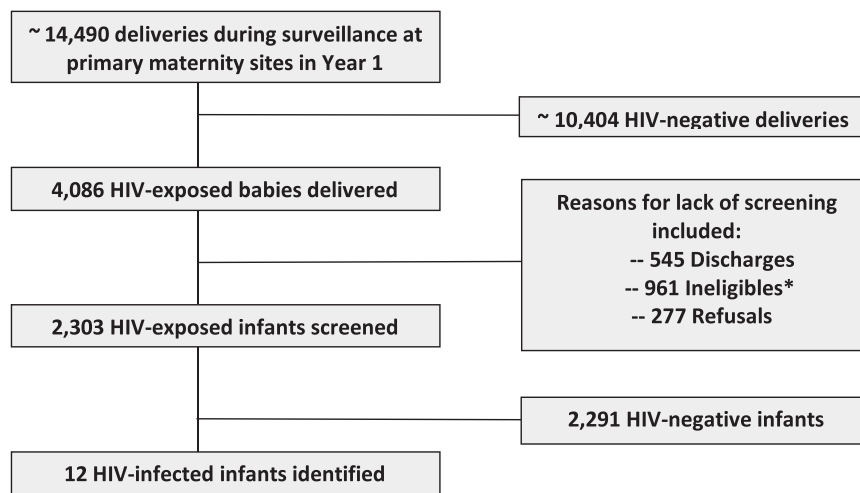 ~ 14,490 deliveries during surveillance at
primary maternity sites in Year 1
~ 10,404 HIV-negative deliveries
4,086 HIV-exposed babies delivered
Reasons for lack of screening
included:
-- 545 Discharges
-- 961 Ineligibles*
-- 277 Refusals
2,303 HIV-exposed infants screened
2,291 HIV-negative infants
12 HIV-infected infants identified